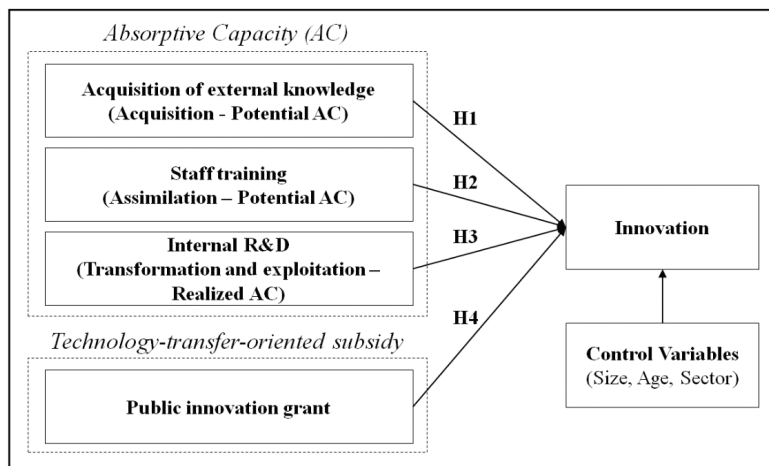 Absorptive Capacity (AC)
Acquisition of external knowledge
(Acquisition - Potential AC)
H1
Staff training
(Assimilation – Potential AC)
H2
Internal R&D
(Transformation and exploitation –
Realized AC)
H3
Innovation
H4
Technology-transfer-oriented subsidy
Public innovation grant
Control Variables
(Size, Age, Sector)